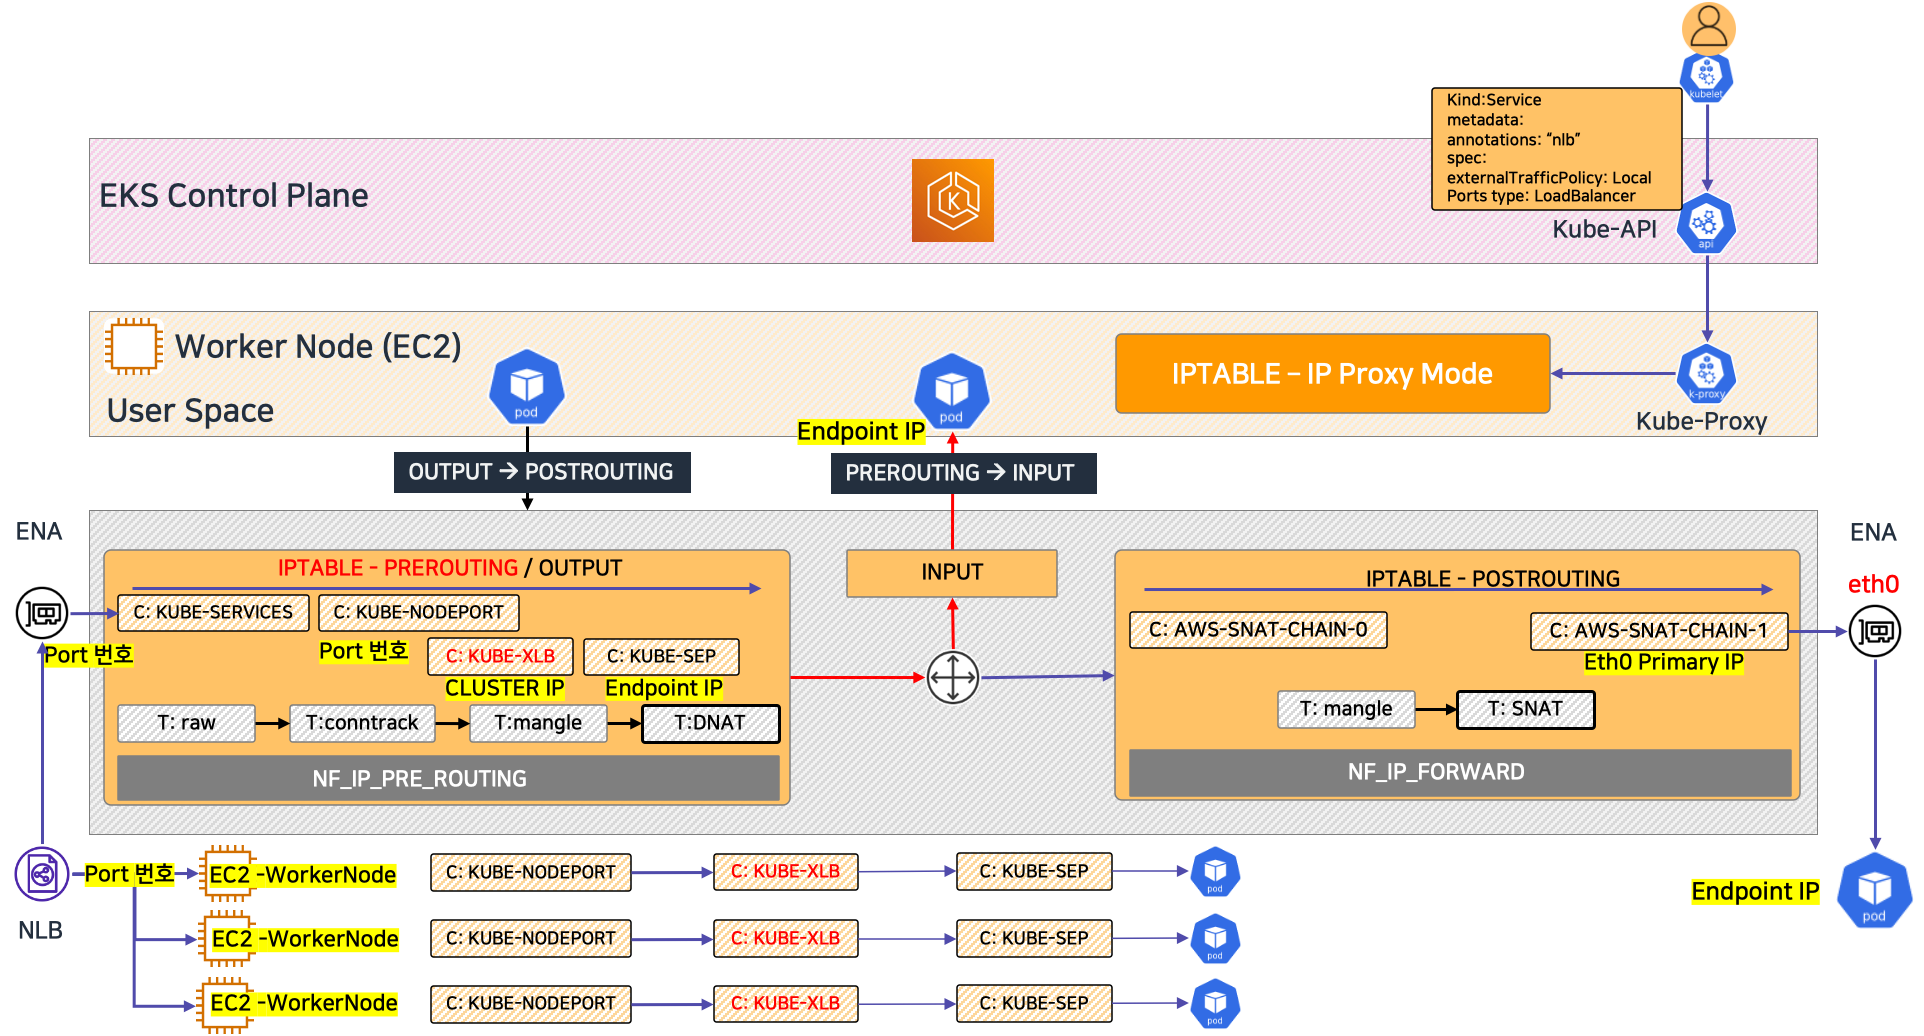 kubelet
Kind:Service
metadata:
annotations: “nlb”
spec:
externalTrafficPolicy: Local
Ports type: LoadBalancer
EKS Control Plane
K
Kube-API
api
Worker Node (EC2)
User Space
pod
pod
Endpoint IP
IPTABLE – IP Proxy Mode
k-proxy
Kube-Proxy
OUTPUT → POSTROUTING
PREROUTING → INPUT
ENA
ENA
eth0
IPTABLE - PREROUTING / OUTPUT
C: KUBE-SERVICES
C: KUBE-NODEPORT
Port 번호
Port 번호
C: KUBE-XLB
C: KUBE-SEP
CLUSTER IP
Endpoint IP
T: raw
T:conntrack
T:mangle
T:DNAT
NF_IP_PRE_ROUTING
INPUT
IPTABLE - POSTROUTING
C: AWS-SNAT-CHAIN-0
C: AWS-SNAT-CHAIN-1
Eth0 Primary IP
T: mangle
T: SNAT
NF_IP_FORWARD
NLB
Port 번호
EC2 -WorkerNode
C: KUBE-NODEPORT
C: KUBE-XLB
C: KUBE-SEP
pod
EC2 -WorkerNode
C: KUBE-NODEPORT
C: KUBE-XLB
C: KUBE-SEP
pod
EC2 -WorkerNode
C: KUBE-NODEPORT
C: KUBE-XLB
C: KUBE-SEP
pod
Endpoint IP
pod